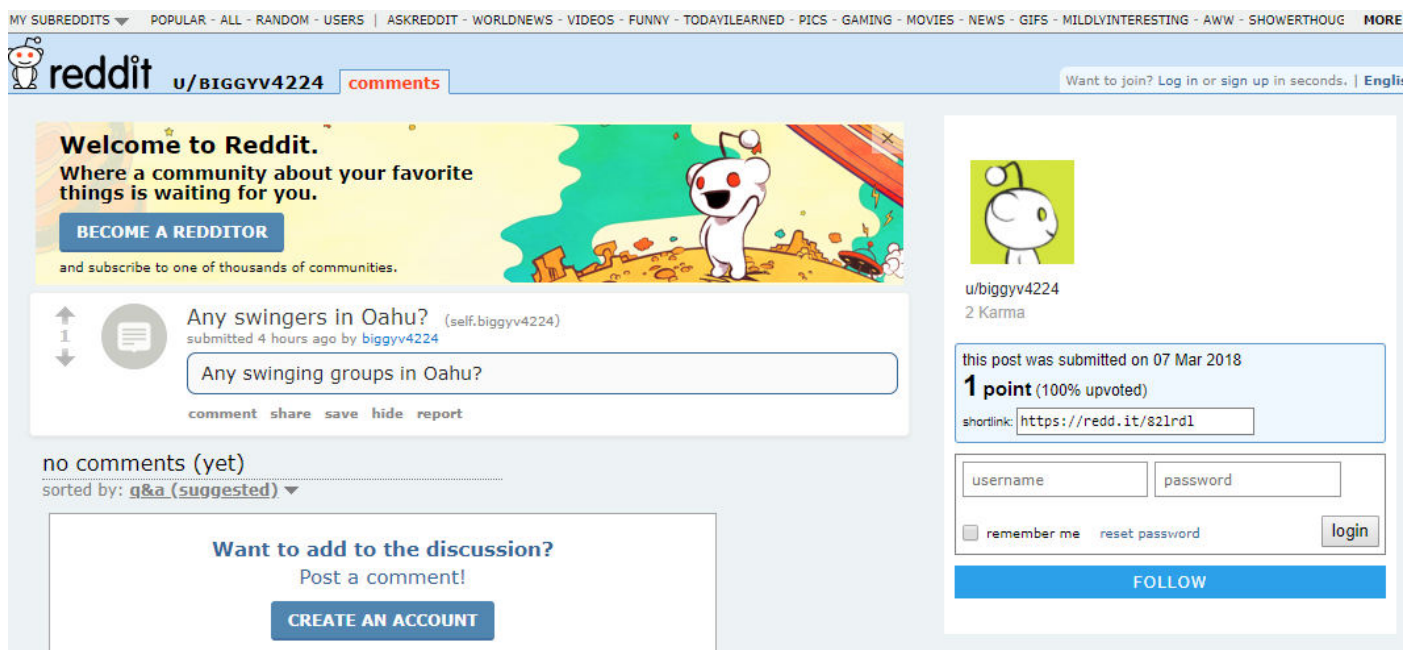 MY SUBREDDITS POPULAR - ALL - RANDOM - USERS | ASKREDDIT - WORLDNEWS - VIDEOS - FUNNY - TODAYILEARNED - PICS - GAMING - MOVIES - NEWS - GIFS - MILDLYINTERESTING - AWW - SHOWERTHOUG MORE
reddit U/BIGGYV4224 comments
Want to join? Log in or sign up in seconds. | Englis
Welcome to Reddit.
Where a community about your favorite
things is waiting for you.
BECOME A REDDITOR
and subscribe to one of thousands of communities.
1
Any swingers in Oahu? (self.biggyv4224)
submitted 4 hours ago by biggyv4224
Any swinging groups in Oahu?
comment share save hide report
no comments (yet)
sorted by: q&a (suggested)
Want to add to the discussion?
Post a comment!
CREATE AN ACCOUNT
u/biggyv4224
2 Karma
this post was submitted on 07 Mar 2018
1 point (100% upvoted)
shortlink: https://redd.it/82lrdl
username password
remember me reset password login
FOLLOW